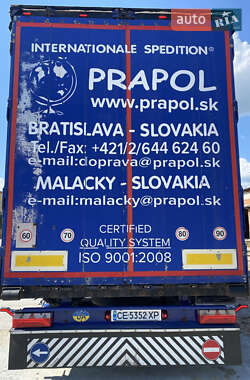 AUTO RIA
INTERNATIONALE SPEDITION®
PRAPOL
www.prapol.sk
BRATISLAVA - SLOVAKIA
Tel./Fax: +421/2/644 624 60
e-mail:doprava@prapol.sk
MALACKY - SLOVAKIA
e-mail:malacky@prapol.sk
CERTIFIED
60 70 QUALITY SYSTEM 80 90
ISO 9001:2008
CE 5352 XP